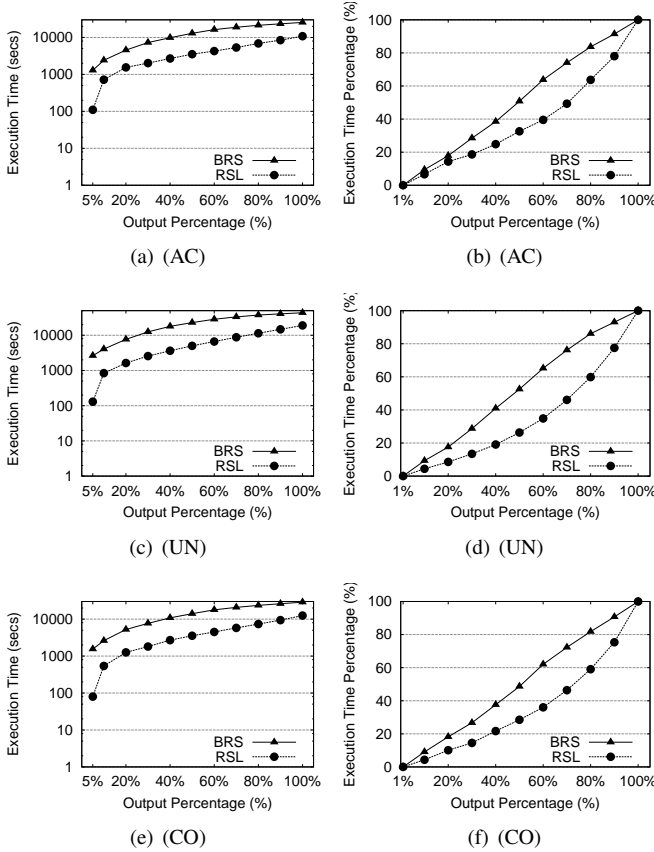 Execution Time (secs)
10000
1000
100
10
1
BRS
RSL
5% 20% 40% 60% 80% 100%
Output Percentage (%)
(a) (AC)
Execution Time Percentage (%)
100
80
60
40
20
0
BRS
RSL
1% 20% 40% 60% 80% 100%
Output Percentage (%)
(b) (AC)
Execution Time (secs)
10000
1000
100
10
1
BRS
RSL
5% 20% 40% 60% 80% 100%
Output Percentage (%)
(c) (UN)
Execution Time Percentage (%)
100
80
60
40
20
0
BRS
RSL
1% 20% 40% 60% 80% 100%
Output Percentage (%)
(d) (UN)
Execution Time (secs)
10000
1000
100
10
1
BRS
RSL
5% 20% 40% 60% 80% 100%
Output Percentage (%)
(e) (CO)
Execution Time Percentage (%)
100
80
60
40
20
0
BRS
RSL
1% 20% 40% 60% 80% 100%
Output Percentage (%)
(f) (CO)